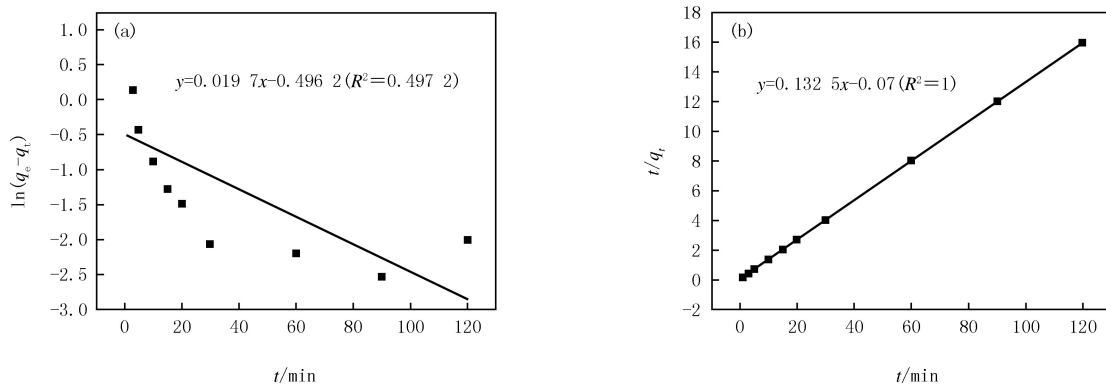 (a)
y=0.019 7x-0.496 2(R²=0.497 2)
ln(qₑ-qₜ)
1.0
0.5
0.0
-0.5
-1.0
-1.5
-2.0
-2.5
-3.0
0 20 40 60 80 100 120
t/min
(b)
y=0.132 5x-0.07(R²=1)
t/qₜ
18
16
14
12
10
8
6
4
2
0
-2
0 20 40 60 80 100 120
t/min